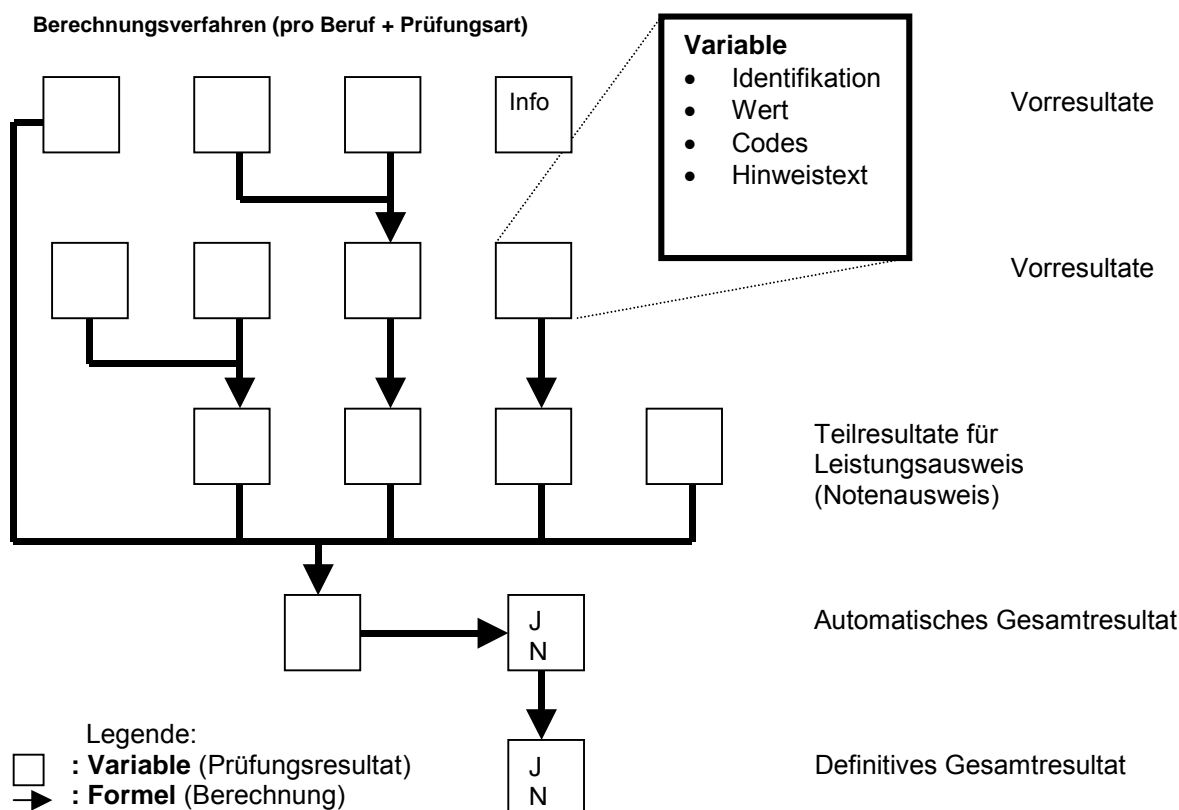 Berechnungsverfahren (pro Beruf + Prüfungsart)
Variable
• Identifikation
• Wert
• Codes
• Hinweistext
Info
Vorresultate
Vorresultate
Teilresultate für
Leistungsausweis
(Notenausweis)
J
N
Automatisches Gesamtresultat
Legende:
: Variable (Prüfungsresultat)
: Formel (Berechnung)
J
N
Definitives Gesamtresultat